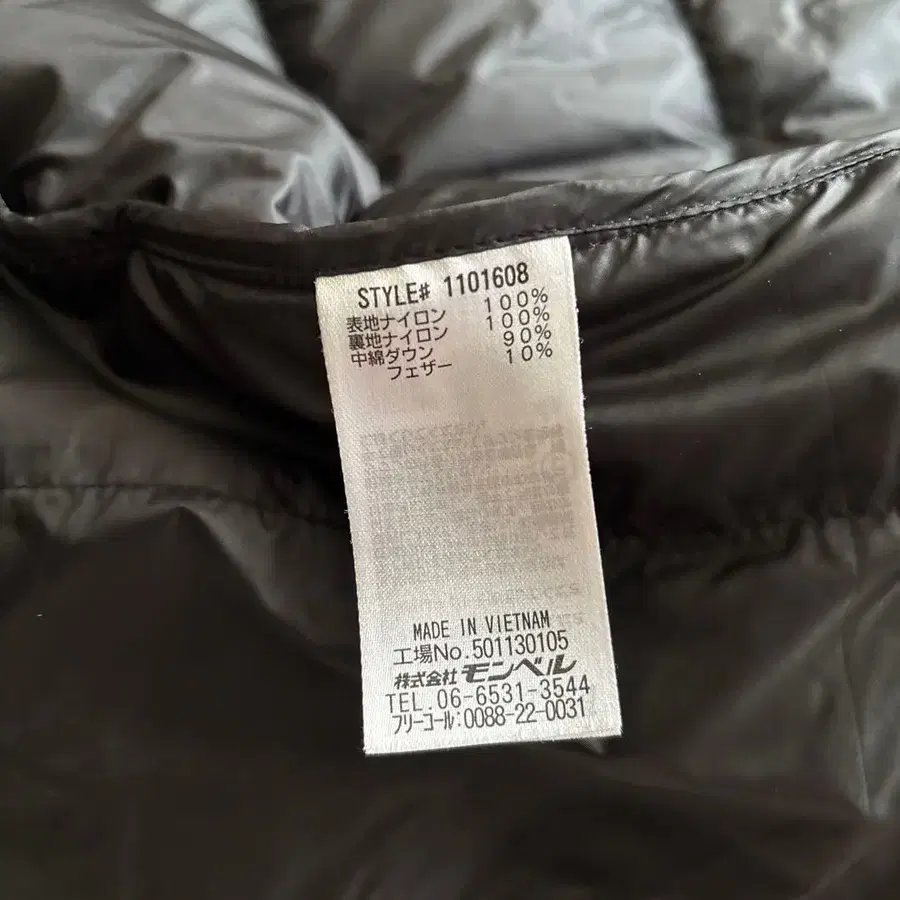 STYLE# 1101608
表地ナイロン 100%
裏地ナイロン 100%
中綿ダウン 90%
フェザー 10%
MADE IN VIETNAM
工場No.501130105
株式会社モンベル
TEL.06-6531-3544
フリーコール:0088-22-0031